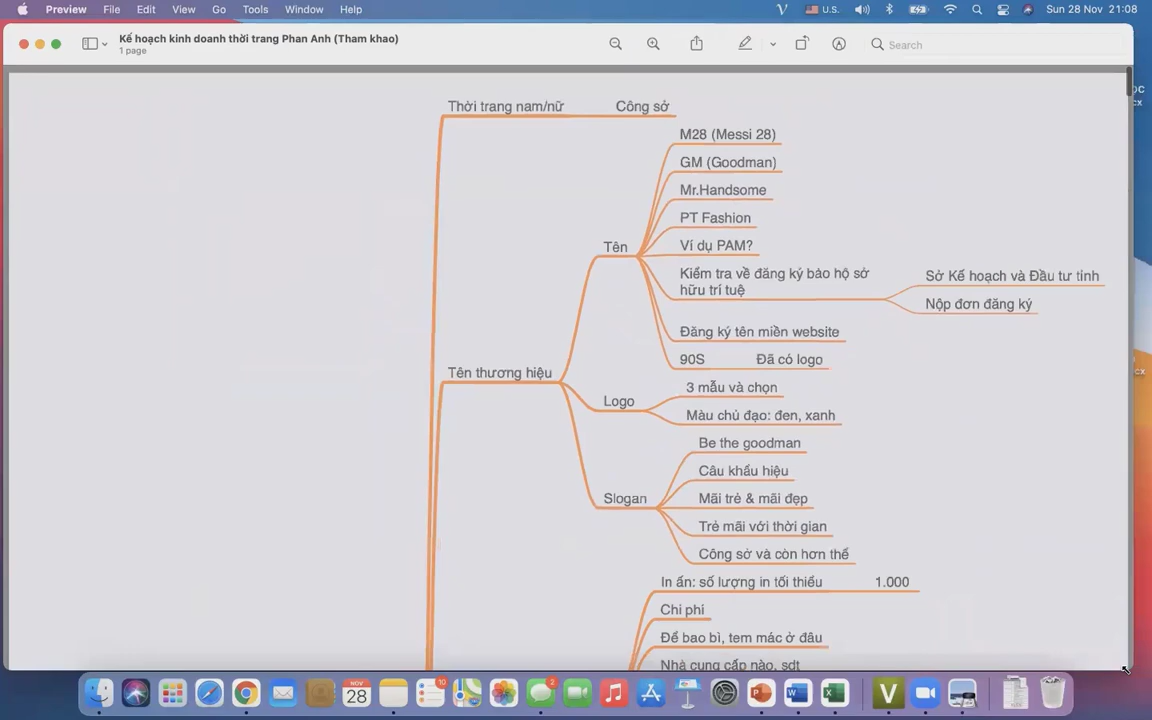 Preview File Edit View Go Tools Window Help U.S. Sun 28 Nov 21:08
Kế hoạch kinh doanh thời trang Phan Anh (Tham khao)
1 page
Search
Thời trang nam/nữ Công sở
M28 (Messi 28)
GM (Goodman)
Mr.Handsome
PT Fashion
Tên
Ví dụ PAM?
Kiểm tra về đăng ký bảo hộ sở
hữu trí tuệ
Sở Kế hoạch và Đầu tư tỉnh
Nộp đơn đăng ký
Đăng ký tên miền website
90S Đã có logo
Tên thương hiệu
3 mẫu và chọn
Logo
Màu chủ đạo: đen, xanh
Be the goodman
Câu khẩu hiệu
Slogan
Mãi trẻ & mãi đẹp
Trẻ mãi với thời gian
Công sở và còn hơn thế
In ấn: số lượng in tối thiểu 1.000
Chi phí
Để bao bì, tem mác ở đâu
Nhà cung cấp nào, sdt
OC
cx
cx
10
NOV
28
2